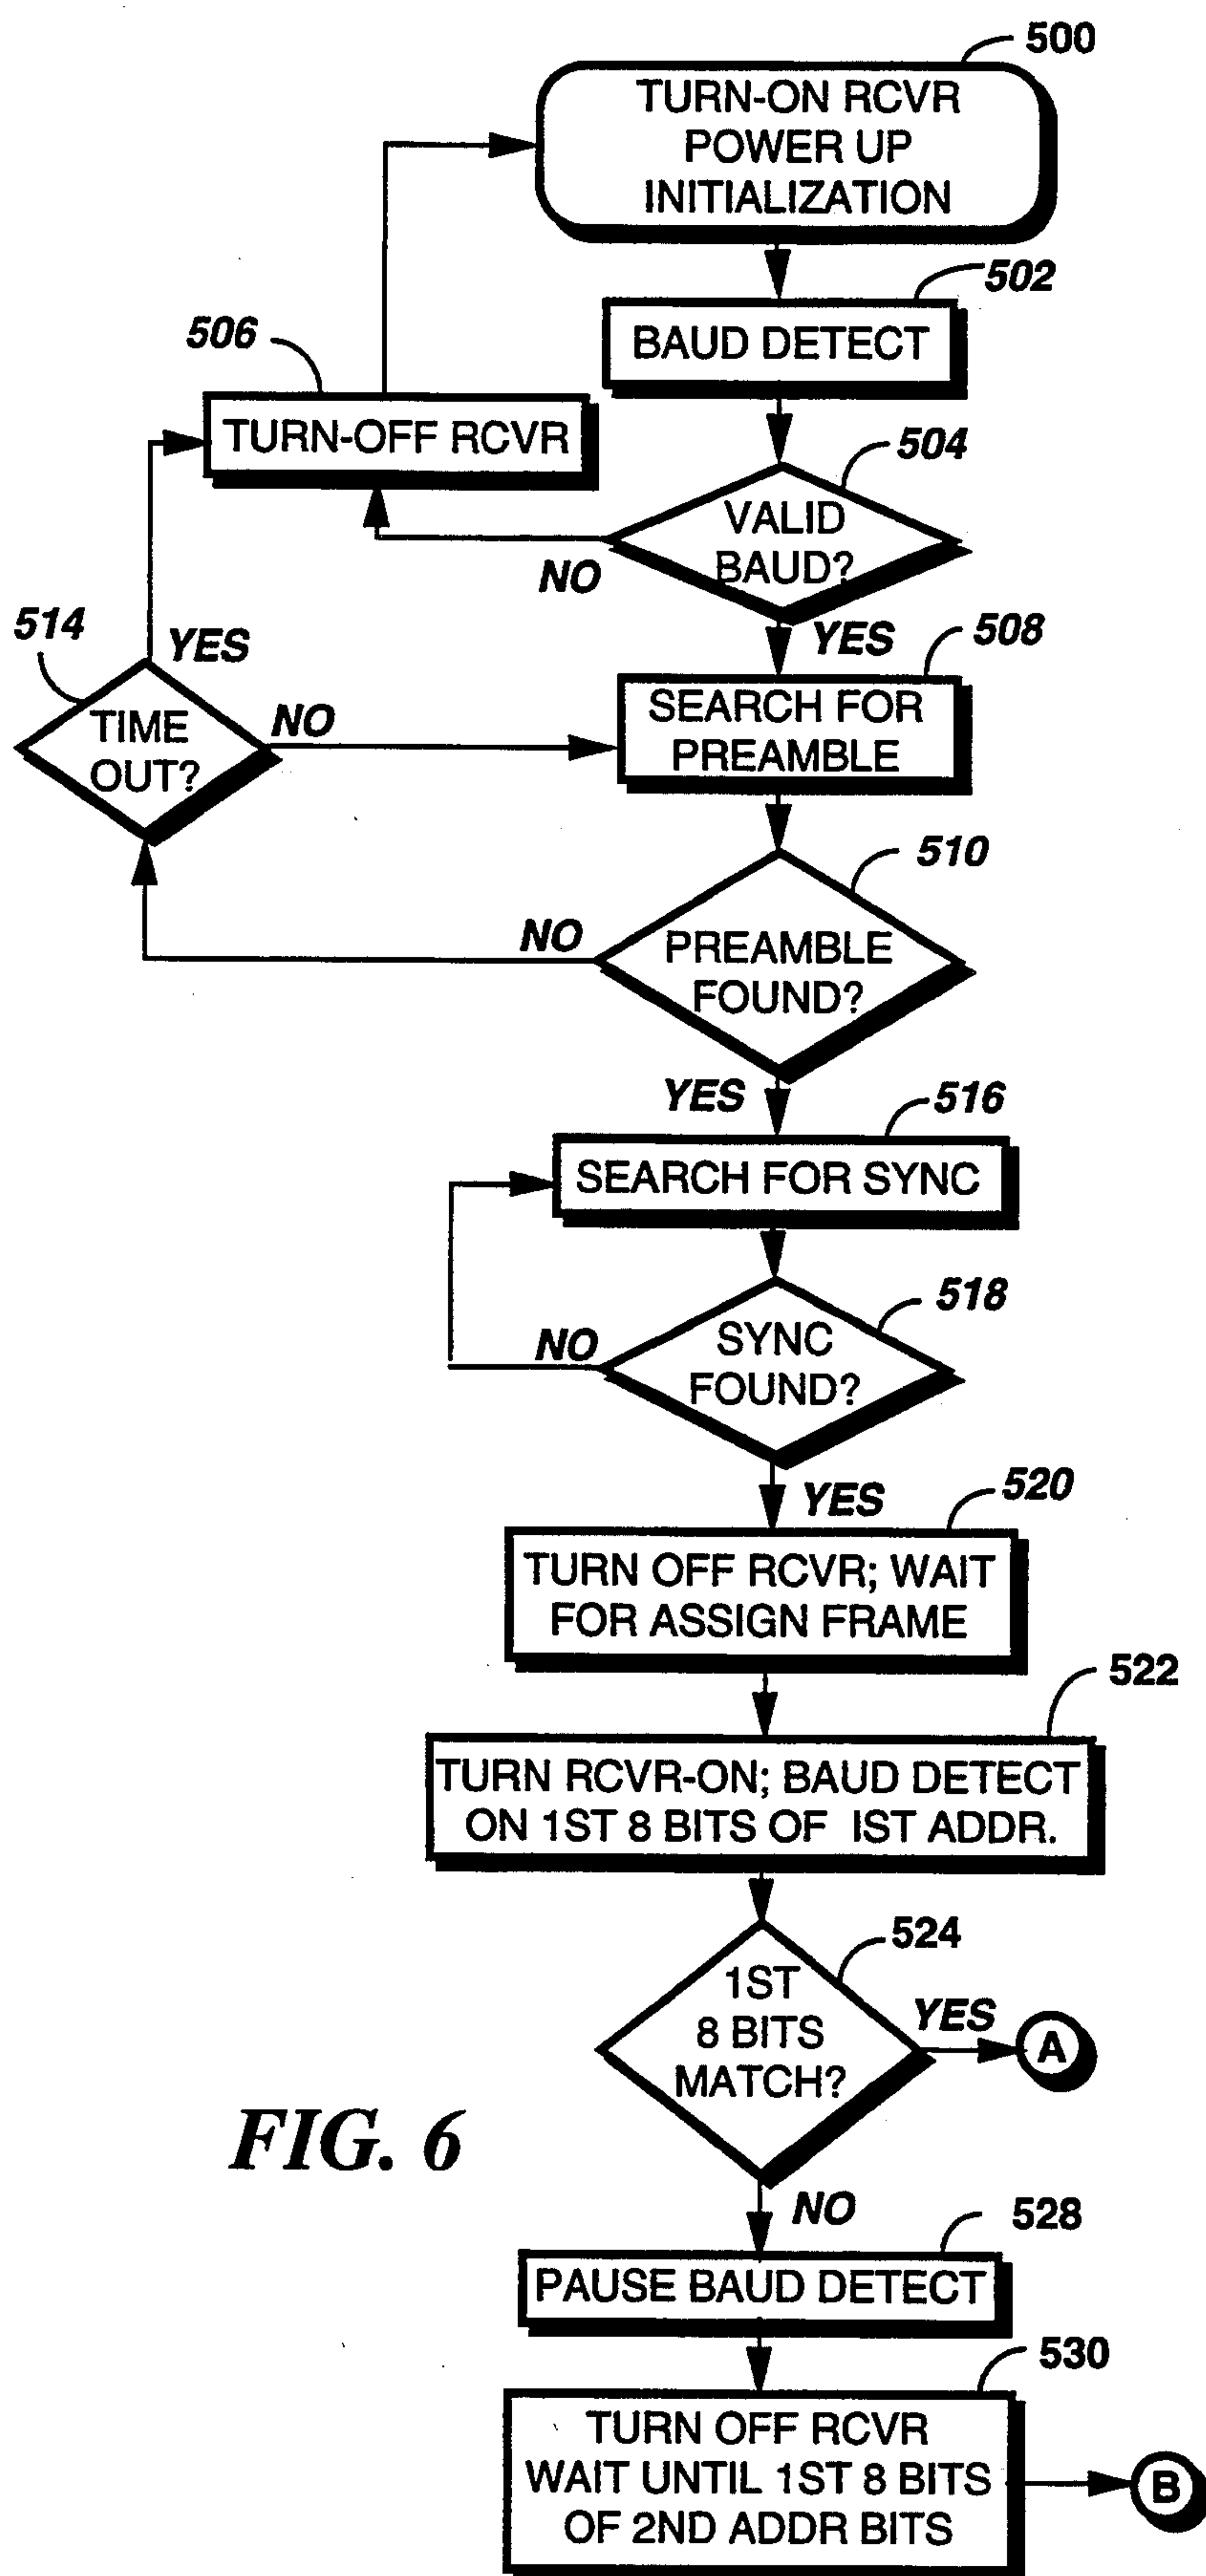 500
TURN-ON RCVR
POWER UP
INITIALIZATION
502
BAUD DETECT
506
TURN-OFF RCVR
504
VALID
BAUD?
NO
YES
514
YES
TIME
OUT?
NO
508
SEARCH FOR
PREAMBLE
510
PREAMBLE
FOUND?
NO
YES
516
SEARCH FOR SYNC
518
SYNC
FOUND?
NO
YES
520
TURN OFF RCVR; WAIT
FOR ASSIGN FRAME
522
TURN RCVR-ON; BAUD DETECT
ON 1ST 8 BITS OF IST ADDR.
524
1ST
8 BITS
MATCH?
YES
A
FIG. 6
NO
528
PAUSE BAUD DETECT
530
TURN OFF RCVR
WAIT UNTIL 1ST 8 BITS
OF 2ND ADDR BITS
B